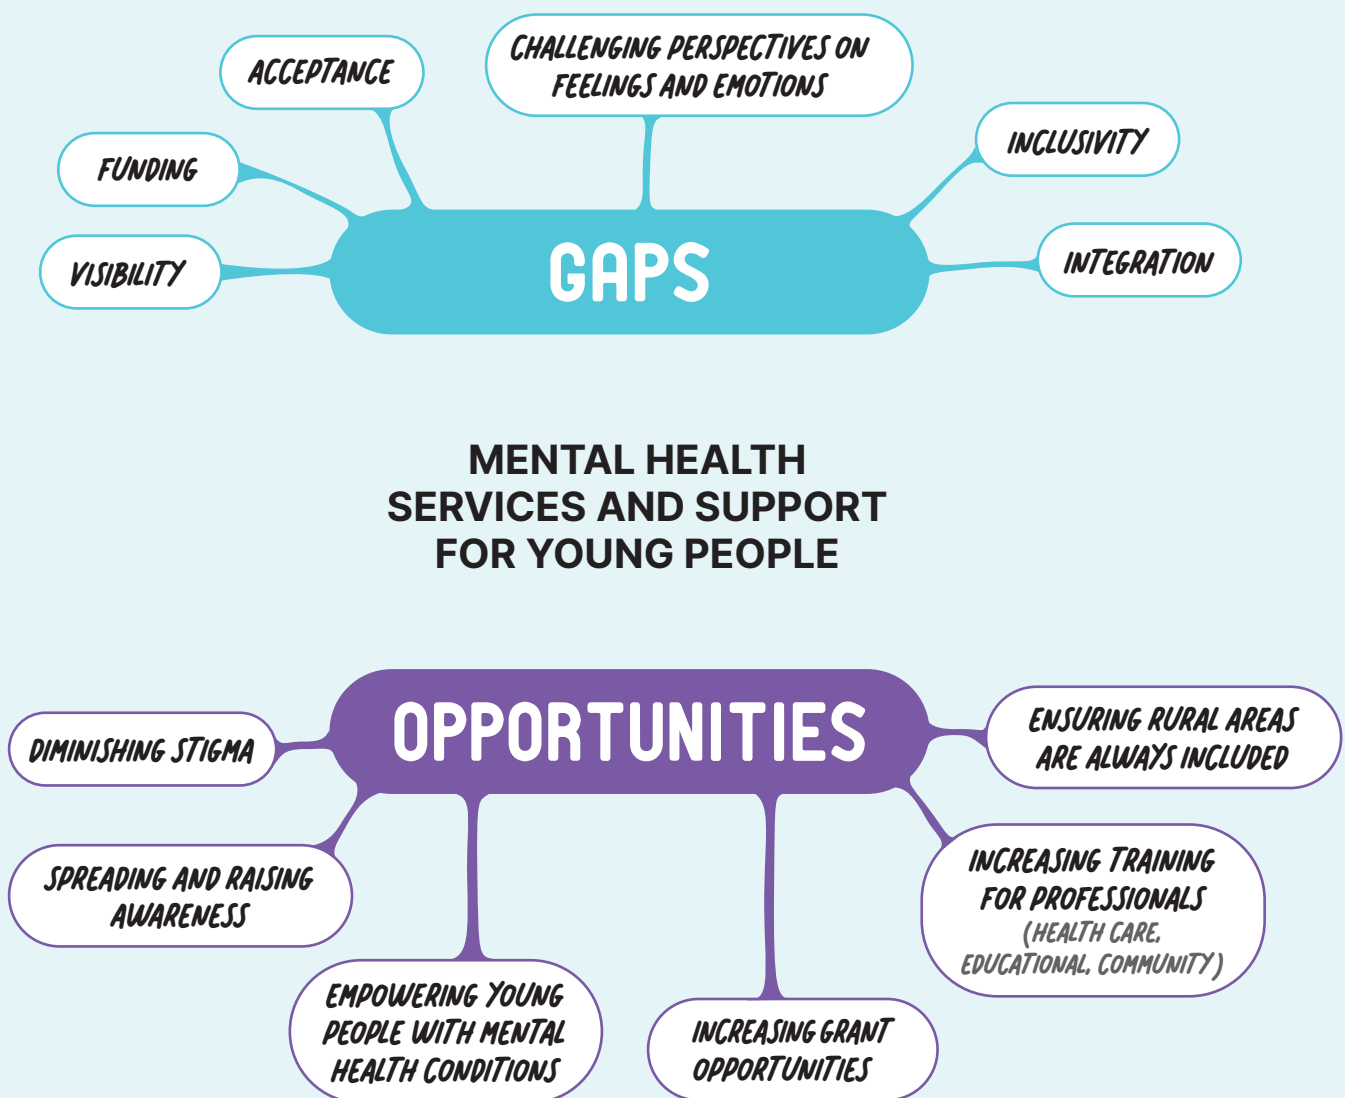 ACCEPTANCE
CHALLENGING PERSPECTIVES ON
FEELINGS AND EMOTIONS
INCLUSIVITY
FUNDING
VISIBILITY
INTEGRATION
GAPS
MENTAL HEALTH
SERVICES AND SUPPORT
FOR YOUNG PEOPLE
OPPORTUNITIES
DIMINISHING STIGMA
ENSURING RURAL AREAS
ARE ALWAYS INCLUDED
SPREADING AND RAISING
AWARENESS
INCREASING TRAINING
FOR PROFESSIONALS
(HEALTH CARE,
EDUCATIONAL, COMMUNITY)
EMPOWERING YOUNG
PEOPLE WITH MENTAL
HEALTH CONDITIONS
INCREASING GRANT
OPPORTUNITIES